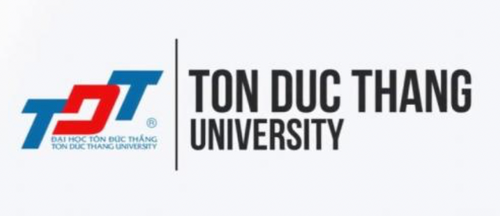 TDT
®
ĐẠI HỌC TÔN ĐỨC THẮNG
TON DUC THANG UNIVERSITY
TON DUC THANG
UNIVERSITY